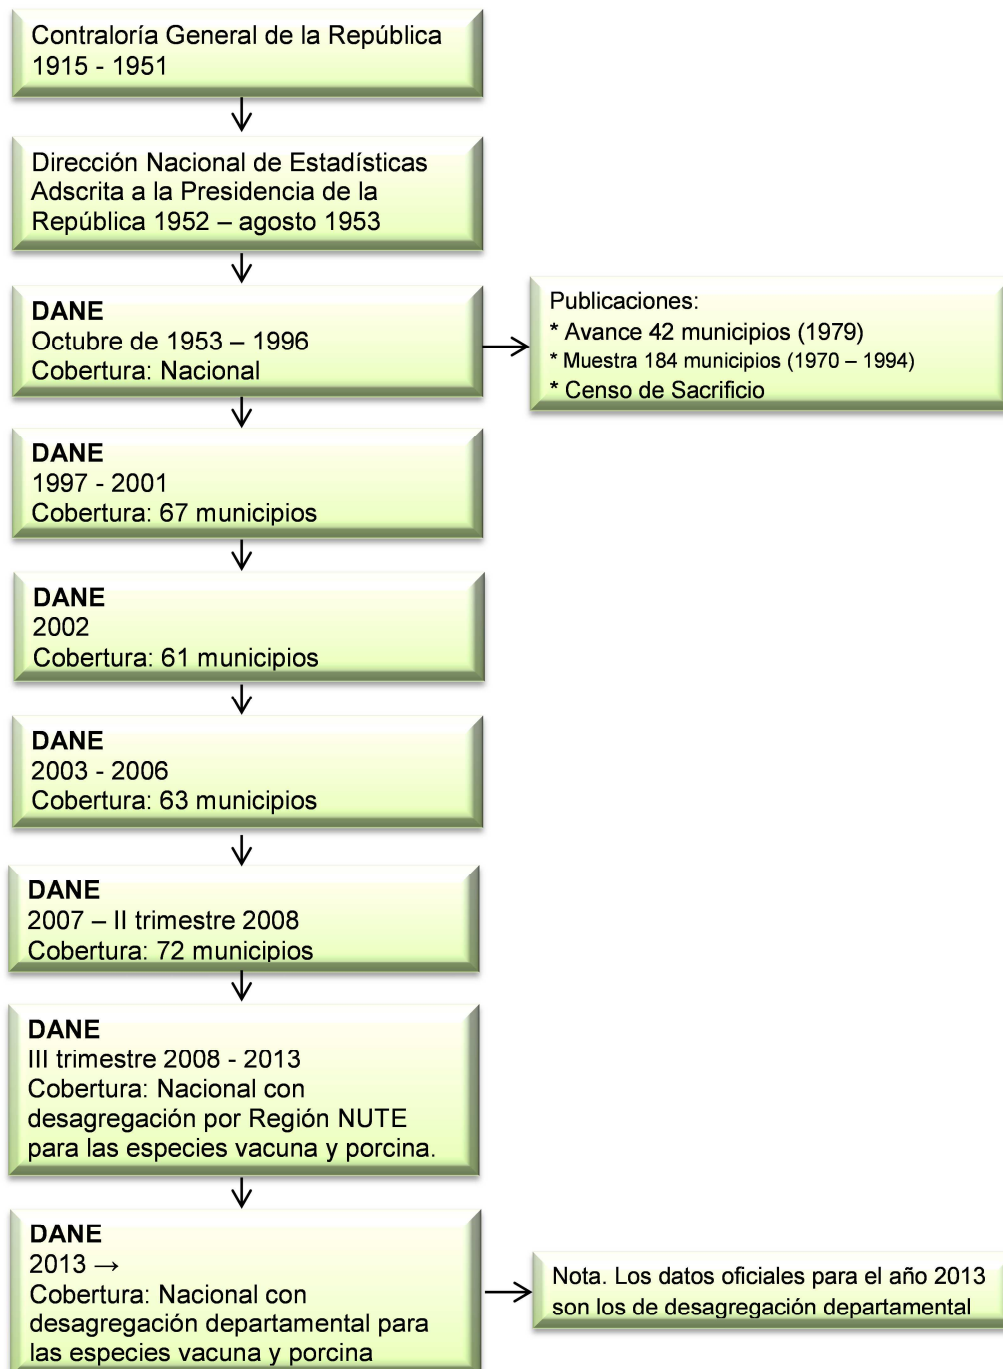 Contraloría General de la República
1915 - 1951
Dirección Nacional de Estadísticas
Adscrita a la Presidencia de la
República 1952 – agosto 1953
DANE
Octubre de 1953 – 1996
Cobertura: Nacional
Publicaciones:
* Avance 42 municipios (1979)
* Muestra 184 municipios (1970 – 1994)
* Censo de Sacrificio
DANE
1997 - 2001
Cobertura: 67 municipios
DANE
2002
Cobertura: 61 municipios
DANE
2003 - 2006
Cobertura: 63 municipios
DANE
2007 – II trimestre 2008
Cobertura: 72 municipios
DANE
III trimestre 2008 - 2013
Cobertura: Nacional con
desagregación por Región NUTE
para las especies vacuna y porcina.
DANE
2013 →
Cobertura: Nacional con
desagregación departamental para
las especies vacuna y porcina
Nota. Los datos oficiales para el año 2013
son los de desagregación departamental